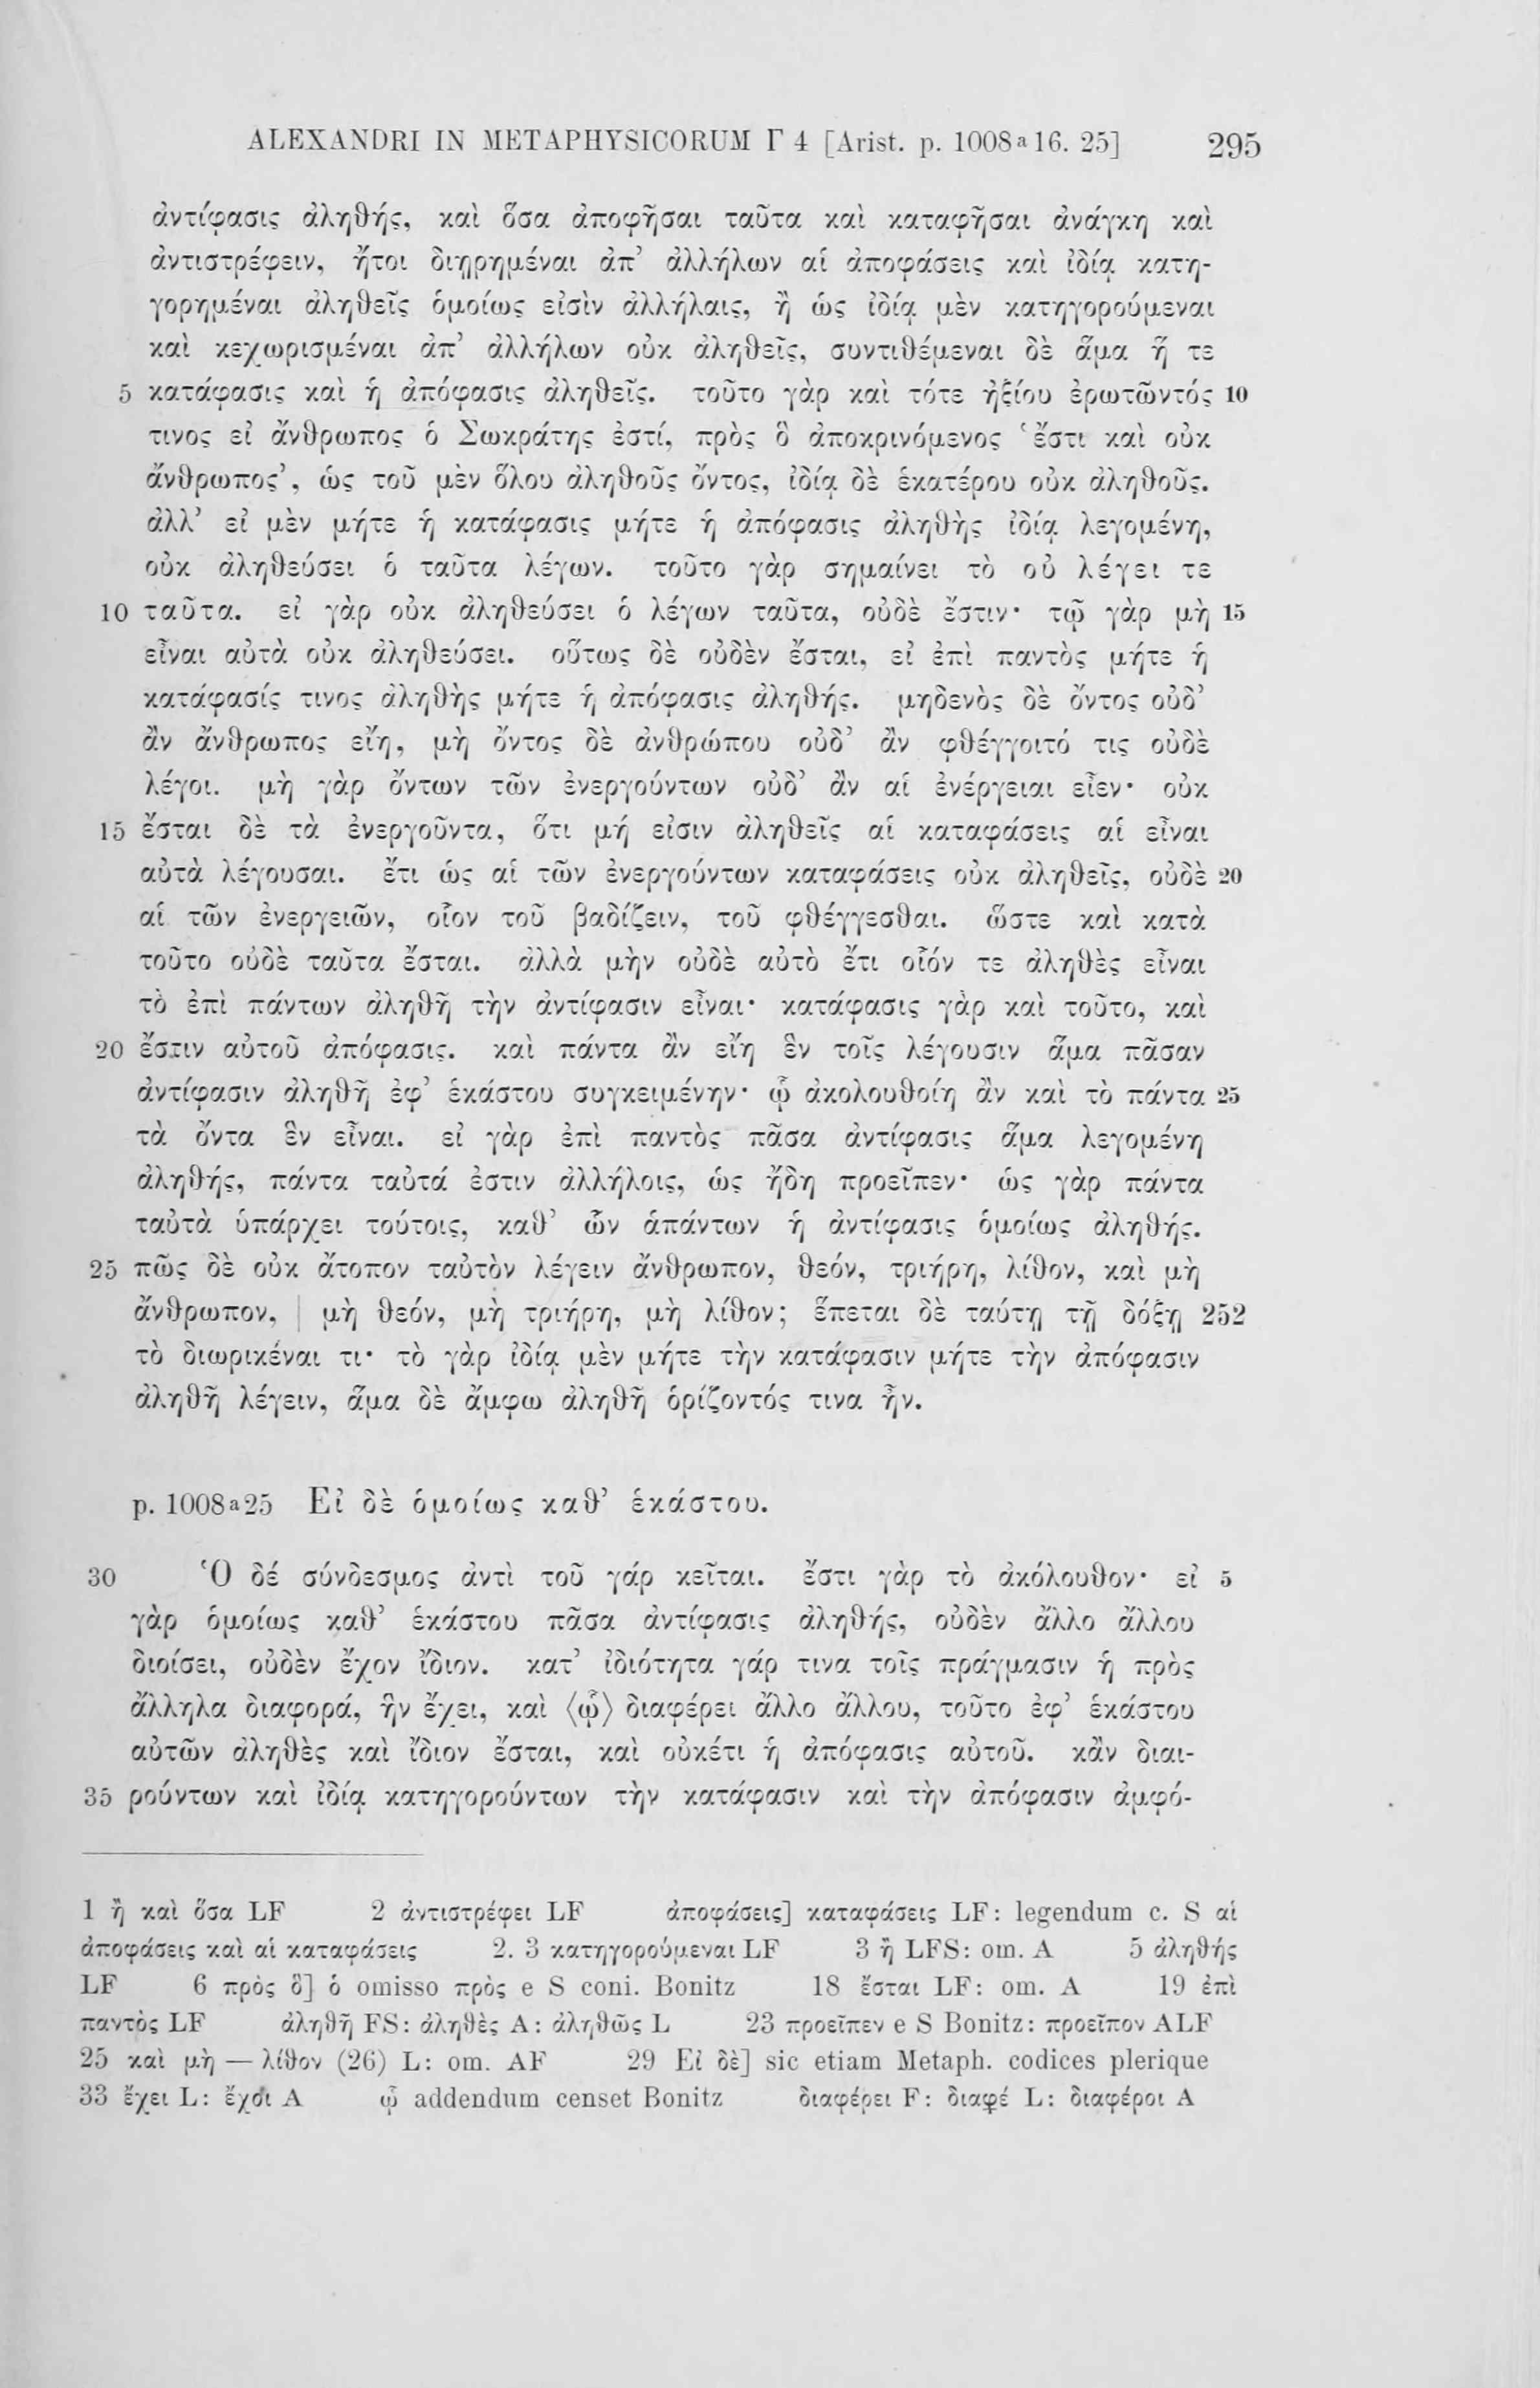 ALEXANDRI IN METAPHYSICORUM Γ 4 [Arist. p. 1008a16. 25] 295
ἀντίφασις ἀληθής, καὶ ὅσα ἀποφῆσαι ταῦτα καὶ καταφῆσαι ἀνάγκη καὶ
ἀντιστρέφειν, ἤτοι διῃρημέναι ἀπ’ ἀλλήλων αἱ ἀποφάσεις καὶ ἰδίᾳ κατη-
γορημέναι ἀληθεῖς ὁμοίως εἰσὶν ἀλλήλαις, ἢ ὡς ἰδίᾳ μὲν κατηγορούμεναι
καὶ κεχωρισμέναι ἀπ’ ἀλλήλων οὐκ ἀληθεῖς, συντιθέμεναι δὲ ἅμα ἥ τε
5 κατάφασις καὶ ἡ ἀπόφασις ἀληθεῖς. τοῦτο γὰρ καὶ τότε ἠξίου ἐρωτῶντός 10
τινος εἰ ἄνθρωπος ὁ Σωκράτης ἐστί, πρὸς ὃ ἀποκρινόμενος ‘ἔστι καὶ οὐκ
ἄνθρωπος’, ὡς τοῦ μὲν ὅλου ἀληθοῦς ὄντος, ἰδίᾳ δὲ ἑκατέρου οὐκ ἀληθοῦς.
ἀλλ’ εἰ μὲν μήτε ἡ κατάφασις μήτε ἡ ἀπόφασις ἀληθὴς ἰδίᾳ λεγομένη,
οὐκ ἀληθεύσει ὁ ταῦτα λέγων. τοῦτο γὰρ σημαίνει τὸ οὐ λέγει τε
10 ταῦτα. εἰ γὰρ οὐκ ἀληθεύσει ὁ λέγων ταῦτα, οὐδὲ ἔστιν· τῷ γὰρ μὴ 15
εἶναι αὐτὰ οὐκ ἀληθεύσει. οὕτως δὲ οὐδὲν ἔσται, εἰ ἐπὶ παντὸς μήτε ἡ
κατάφασίς τινος ἀληθὴς μήτε ἡ ἀπόφασις ἀληθής. μηδενὸς δὲ ὄντος οὐδ’
ἂν ἄνθρωπος εἴη, μὴ ὄντος δὲ ἀνθρώπου οὐδ’ ἂν φθέγγοιτό τις οὐδὲ
λέγοι. μὴ γὰρ ὄντων τῶν ἐνεργούντων οὐδ’ ἂν αἱ ἐνέργειαι εἶεν· οὐκ
15 ἔσται δὲ τὰ ἐνεργοῦντα, ὅτι μή εἰσιν ἀληθεῖς αἱ καταφάσεις αἱ εἶναι
αὐτὰ λέγουσαι. ἔτι ὡς αἱ τῶν ἐνεργούντων καταφάσεις οὐκ ἀληθεῖς, οὐδὲ 20
αἱ τῶν ἐνεργειῶν, οἷον τοῦ βαδίζειν, τοῦ φθέγγεσθαι. ὥστε καὶ κατὰ
τοῦτο οὐδὲ ταῦτα ἔσται. ἀλλὰ μὴν οὐδὲ αὐτὸ ἔτι οἷόν τε ἀληθὲς εἶναι
τὸ ἐπὶ πάντων ἀληθῆ τὴν ἀντίφασιν εἶναι· κατάφασις γὰρ καὶ τοῦτο, καὶ
20 ἔστιν αὐτοῦ ἀπόφασις. καὶ πάντα ἂν εἴη ἓν τοῖς λέγουσιν ἅμα πᾶσαν
ἀντίφασιν ἀληθῆ ἐφ’ ἑκάστου συγκειμένην· ᾧ ἀκολουθοίη ἂν καὶ τὸ πάντα 25
τὰ ὄντα ἓν εἶναι. εἰ γὰρ ἐπὶ παντὸς πᾶσα ἀντίφασις ἅμα λεγομένη
ἀληθής, πάντα ταὐτά ἐστιν ἀλλήλοις, ὡς ἤδη προεῖπεν· ὡς γὰρ πάντα
ταὐτὰ ὑπάρχει τούτοις, καθ’ ὧν ἁπάντων ἡ ἀντίφασις ὁμοίως ἀληθής.
25 πῶς δὲ οὐκ ἄτοπον ταὐτὸν λέγειν ἄνθρωπον, θεόν, τριήρη, λίθον, καὶ μὴ
ἄνθρωπον, | μὴ θεόν, μὴ τριήρη, μὴ λίθον; ἕπεται δὲ ταύτῃ τῇ δόξῃ 252
τὸ διωρικέναι τι· τὸ γὰρ ἰδίᾳ μὲν μήτε τὴν κατάφασιν μήτε τὴν ἀπόφασιν
ἀληθῆ λέγειν, ἅμα δὲ ἄμφω ἀληθῆ ὁρίζοντός τινα ἦν.
p. 1008a25 Εἰ δὲ ὁμοίως καθ’ ἑκάστου.
30 Ὁ δέ σύνδεσμος ἀντὶ τοῦ γάρ κεῖται. ἔστι γὰρ τὸ ἀκόλουθον· εἰ 5
γὰρ ὁμοίως καθ’ ἑκάστου πᾶσα ἀντίφασις ἀληθής, οὐδὲν ἄλλο ἄλλου
διοίσει, οὐδὲν ἔχον ἴδιον. κατ’ ἰδιότητα γάρ τινα τοῖς πράγμασιν ἡ πρὸς
ἄλληλα διαφορά, ἣν ἔχει, καὶ ⟨ᾧ⟩ διαφέρει ἄλλο ἄλλου, τοῦτο ἐφ’ ἑκάστου
αὐτῶν ἀληθὲς καὶ ἴδιον ἔσται, καὶ οὐκέτι ἡ ἀπόφασις αὐτοῦ. κἂν διαι-
35 ρούντων καὶ ἰδίᾳ κατηγορούντων τὴν κατάφασιν καὶ τὴν ἀπόφασιν ἀμφό-
1 ἢ καὶ ὅσα LF 2 ἀντιστρέφει LF ἀποφάσεις] καταφάσεις LF: legendum c. S αἱ
ἀποφάσεις καὶ αἱ καταφάσεις 2. 3 κατηγορούμεναι LF 3 ἢ LFS: om. A 5 ἀληθής
LF 6 πρὸς ὃ] ὁ omisso πρὸς e S coni. Bonitz 18 ἔσται LF: om. A 19 ἐπὶ
παντὸς LF ἀληθῆ FS: ἀληθὲς A: ἀληθῶς L 23 προεῖπεν e S Bonitz: προεῖπον ALF
25 καὶ μὴ — λίθον (26) L: om. AF 29 Εἰ δὲ] sic etiam Metaph. codices plerique
33 ἔχει L: ἔχοι A ᾧ addendum censet Bonitz διαφέρει F: διαφέ L: διαφέροι A